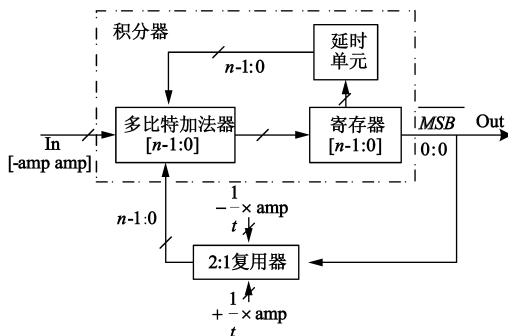 积分器
延时
单元
n-1:0
多比特加法器
[n-1:0]
寄存器
[n-1:0]
MSB
0:0
Out
In
[-amp amp]
n-1:0
-1/t × amp
2:1复用器
+1/t × amp